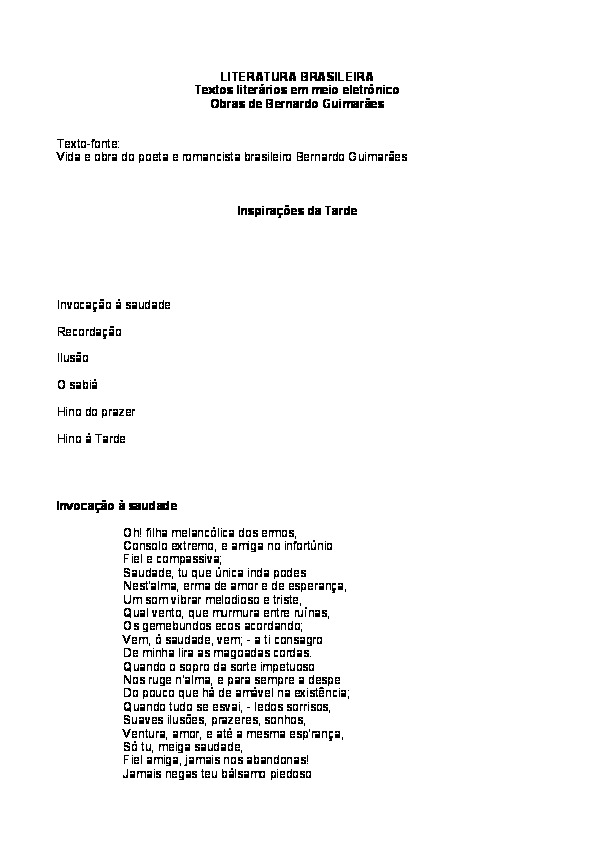 LITERATURA BRASILEIRA
Textos literários em meio eletrônico
Obras de Bernardo Guimarães
Texto-fonte:
Vida e obra do poeta e romancista brasileiro Bernardo Guimarães
Inspirações da Tarde
Invocação à saudade
Recordação
Ilusão
O sabiá
Hino do prazer
Hino à Tarde
Invocação à saudade
Oh! filha melancólica dos ermos,
Consolo extremo, e amiga no infortúnio
Fiel e compassiva;
Saudade, tu que única inda podes
Nest'alma, erma de amor e de esperança,
Um som vibrar melodioso e triste,
Qual vento, que murmura entre ruínas,
Os gemebundos ecos acordando;
Vem, ó saudade, vem; - a ti consagro
De minha lira as magoadas cordas.
Quando o sopro da sorte impetuoso
Nos ruge n'alma, e para sempre a despe
Do pouco que há de amável na existência;
Quando tudo se esvai, - ledos sorrisos,
Suaves ilusões, prazeres, sonhos,
Ventura, amor, e até a mesma esp'rança,
Só tu, meiga saudade,
Fiel amiga, jamais nos abandonas!
Jamais negas teu bálsamo piedoso